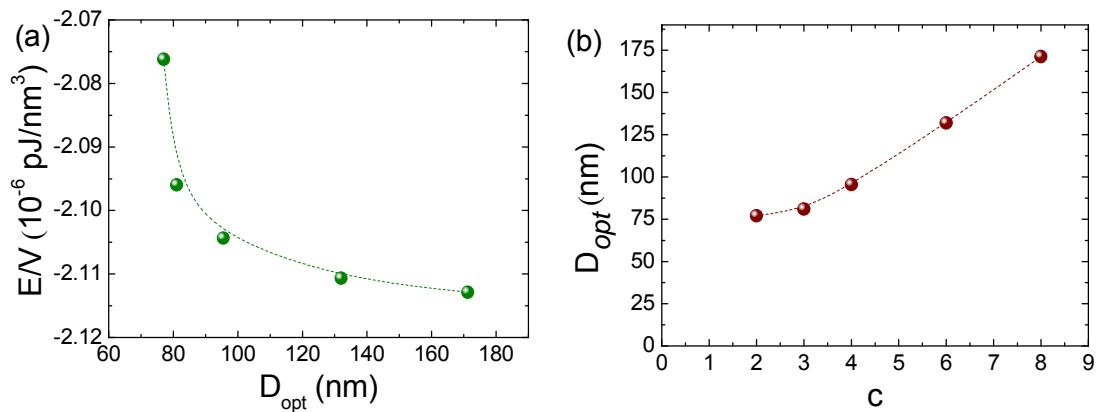 (a)
-2.07
-2.08
-2.09
-2.10
-2.11
-2.12
E/V (10⁻⁶ pJ/nm³)
60 80 100 120 140 160 180
D_opt (nm)
(b)
175
150
125
100
75
50
25
0
D_opt (nm)
0 1 2 3 4 5 6 7 8 9
c